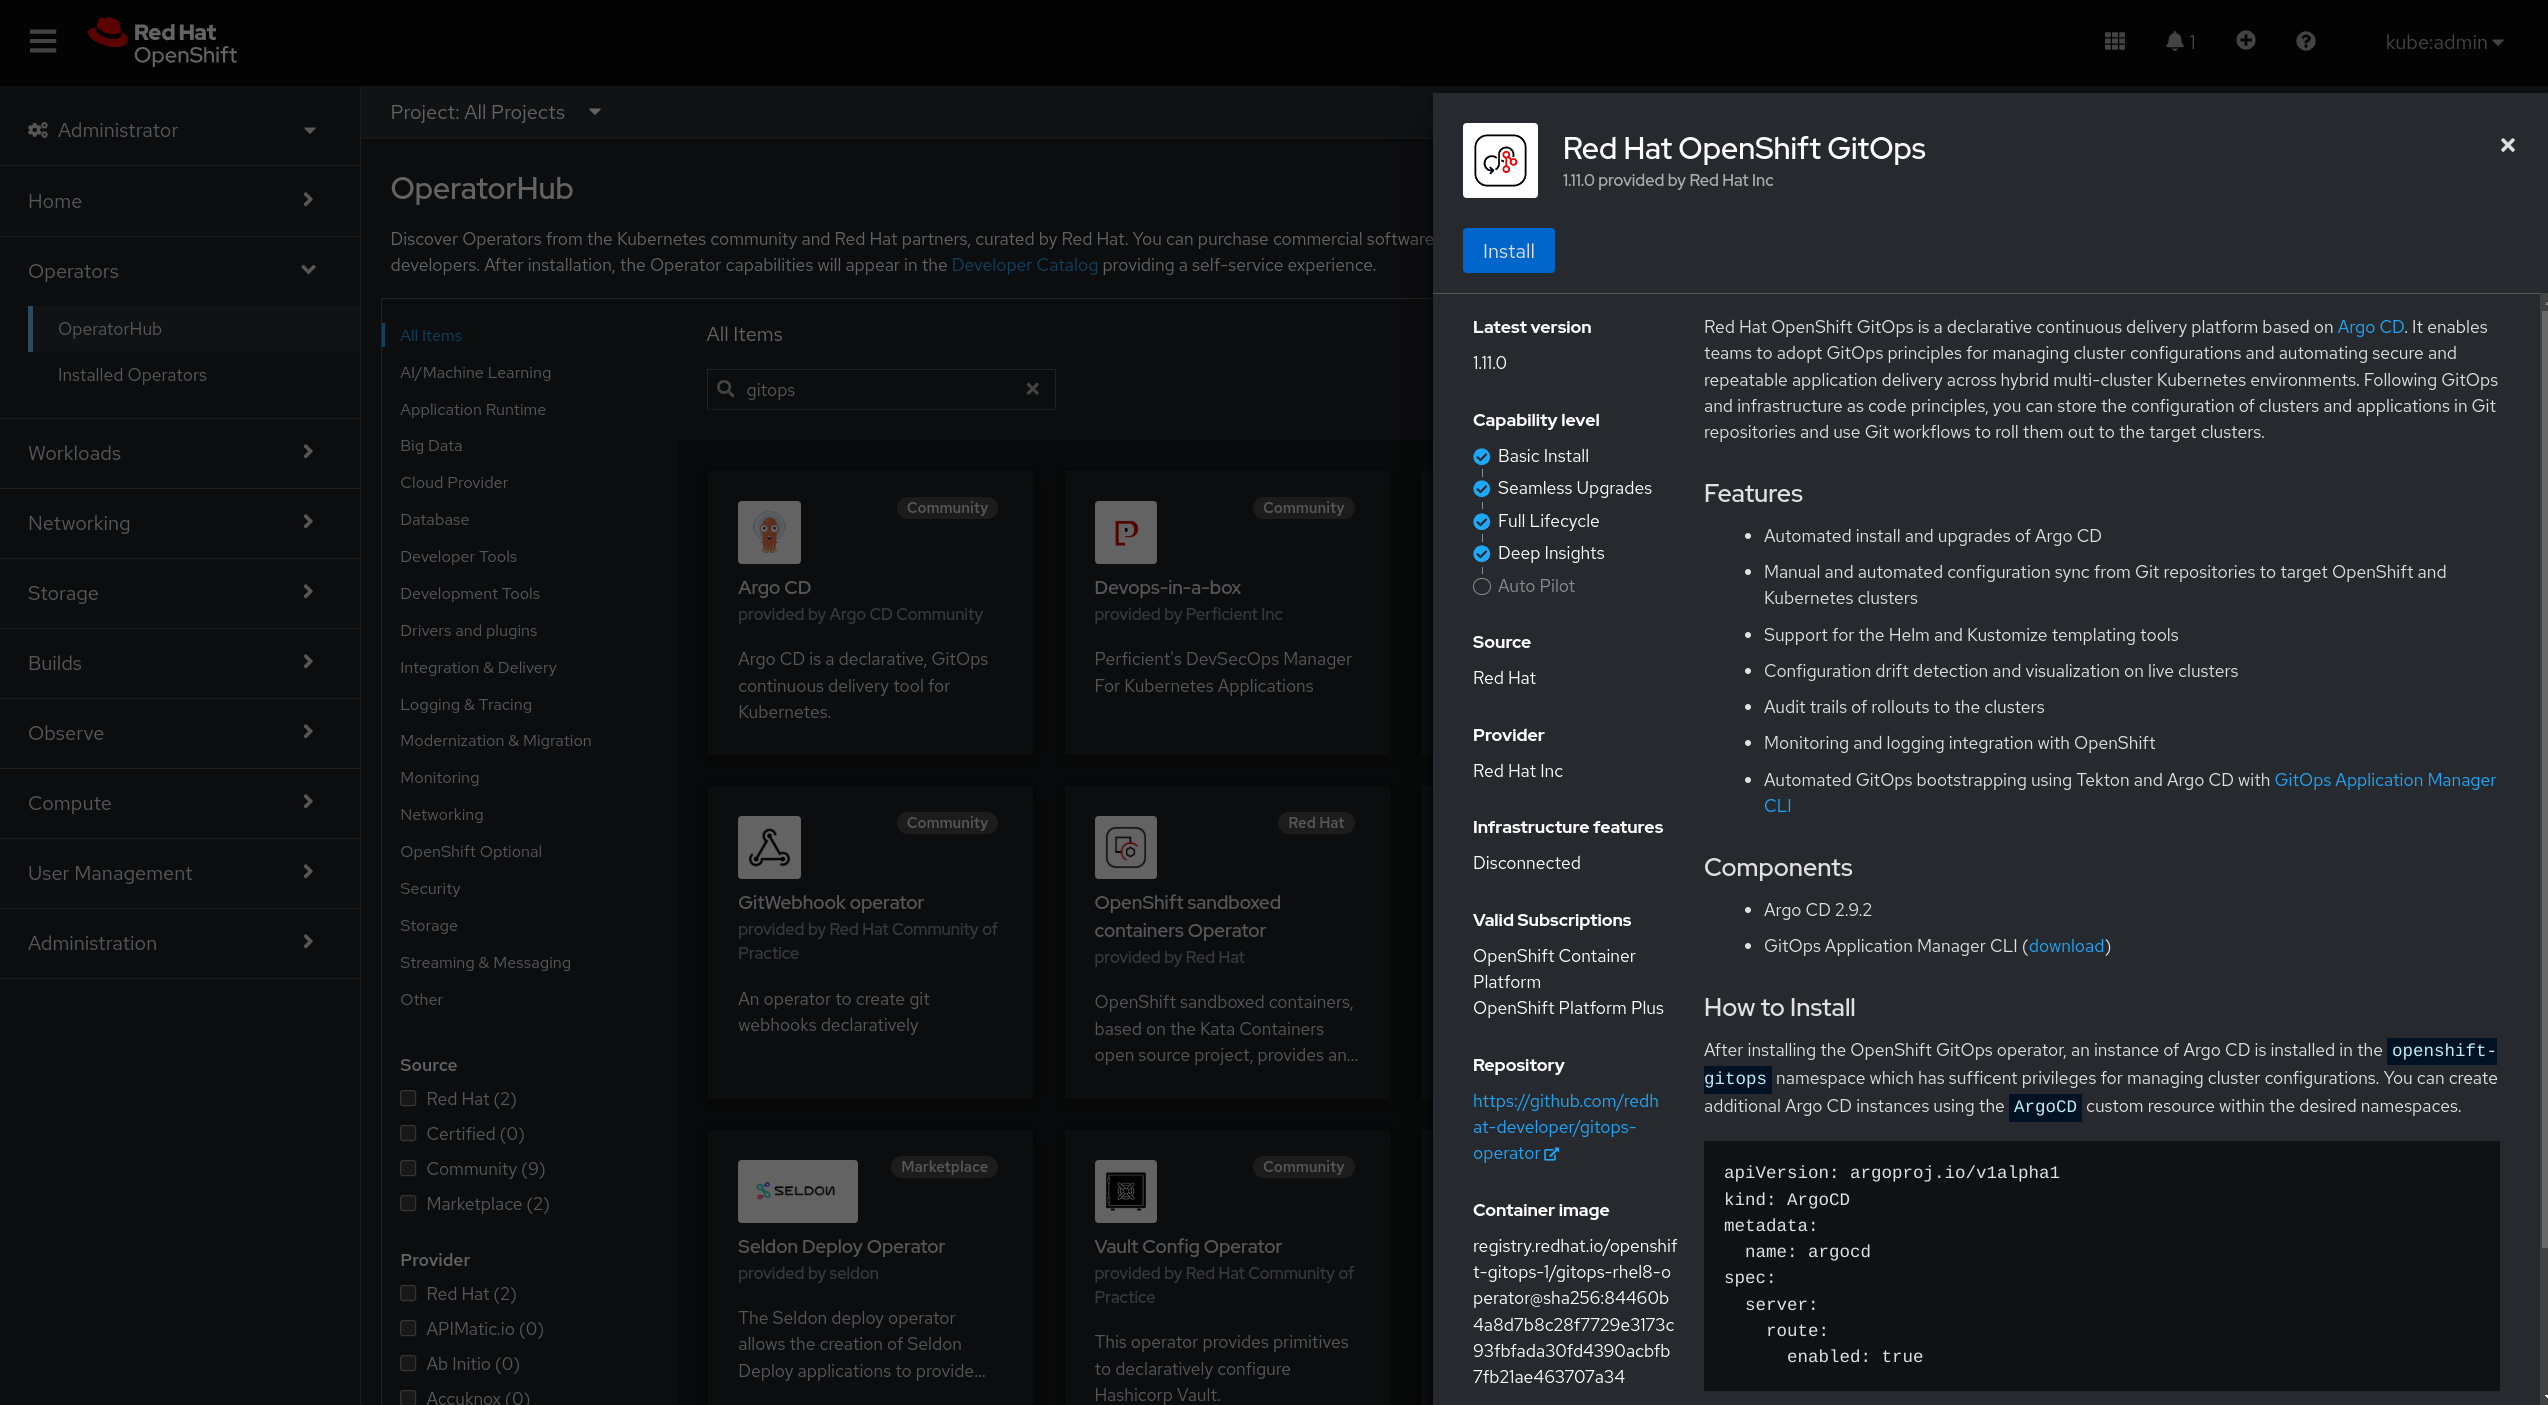 Red Hat
OpenShift
1
kube:admin
Administrator
Home
Operators
OperatorHub
Installed Operators
Workloads
Networking
Storage
Builds
Observe
Compute
User Management
Administration
Project: All Projects
OperatorHub
Discover Operators from the Kubernetes community and Red Hat partners, curated by Red Hat. You can purchase commercial software
developers. After installation, the Operator capabilities will appear in the Developer Catalog providing a self-service experience.
All Items
AI/Machine Learning
Application Runtime
Big Data
Cloud Provider
Database
Developer Tools
Development Tools
Drivers and plugins
Integration & Delivery
Logging & Tracing
Modernization & Migration
Monitoring
Networking
OpenShift Optional
Security
Storage
Streaming & Messaging
Other
Source
Red Hat (2)
Certified (0)
Community (9)
Marketplace (2)
Provider
Red Hat (2)
APIMatic.io (0)
Ab Initio (0)
Accuknox (0)
All Items
gitops
Community
Argo CD
provided by Argo CD Community
Argo CD is a declarative, GitOps
continuous delivery tool for
Kubernetes.
Community
Devops-in-a-box
provided by Perficient Inc
Perficient's DevSecOps Manager
For Kubernetes Applications
Community
GitWebhook operator
provided by Red Hat Community of
Practice
An operator to create git
webhooks declaratively
Red Hat
OpenShift sandboxed
containers Operator
provided by Red Hat
OpenShift sandboxed containers,
based on the Kata Containers
open source project, provides an...
Marketplace
SELDON
Seldon Deploy Operator
provided by seldon
The Seldon deploy operator
allows the creation of Seldon
Deploy applications to provide...
Community
Vault Config Operator
provided by Red Hat Community of
Practice
This operator provides primitives
to declaratively configure
Hashicorp Vault.
Red Hat OpenShift GitOps
1.11.0 provided by Red Hat Inc
Install
Latest version
1.11.0
Capability level
Basic Install
Seamless Upgrades
Full Lifecycle
Deep Insights
Auto Pilot
Source
Red Hat
Provider
Red Hat Inc
Infrastructure features
Disconnected
Valid Subscriptions
OpenShift Container
Platform
OpenShift Platform Plus
Repository
https://github.com/redh
at-developer/gitops-
operator
Container image
registry.redhat.io/openshif
t-gitops-1/gitops-rhel8-o
perator@sha256:84460b
4a8d7b8c28f7729e3173c
93fbfada30fd4390acbfb
7fb21ae463707a34
Red Hat OpenShift GitOps is a declarative continuous delivery platform based on Argo CD. It enables
teams to adopt GitOps principles for managing cluster configurations and automating secure and
repeatable application delivery across hybrid multi-cluster Kubernetes environments. Following GitOps
and infrastructure as code principles, you can store the configuration of clusters and applications in Git
repositories and use Git workflows to roll them out to the target clusters.
Features
• Automated install and upgrades of Argo CD
• Manual and automated configuration sync from Git repositories to target OpenShift and
Kubernetes clusters
• Support for the Helm and Kustomize templating tools
• Configuration drift detection and visualization on live clusters
• Audit trails of rollouts to the clusters
• Monitoring and logging integration with OpenShift
• Automated GitOps bootstrapping using Tekton and Argo CD with GitOps Application Manager
CLI
Components
• Argo CD 2.9.2
• GitOps Application Manager CLI (download)
How to Install
After installing the OpenShift GitOps operator, an instance of Argo CD is installed in the openshift-
gitops namespace which has sufficent privileges for managing cluster configurations. You can create
additional Argo CD instances using the ArgoCD custom resource within the desired namespaces.
apiVersion: argoproj.io/v1alpha1
kind: ArgoCD
metadata:
  name: argocd
spec:
  server:
    route:
      enabled: true